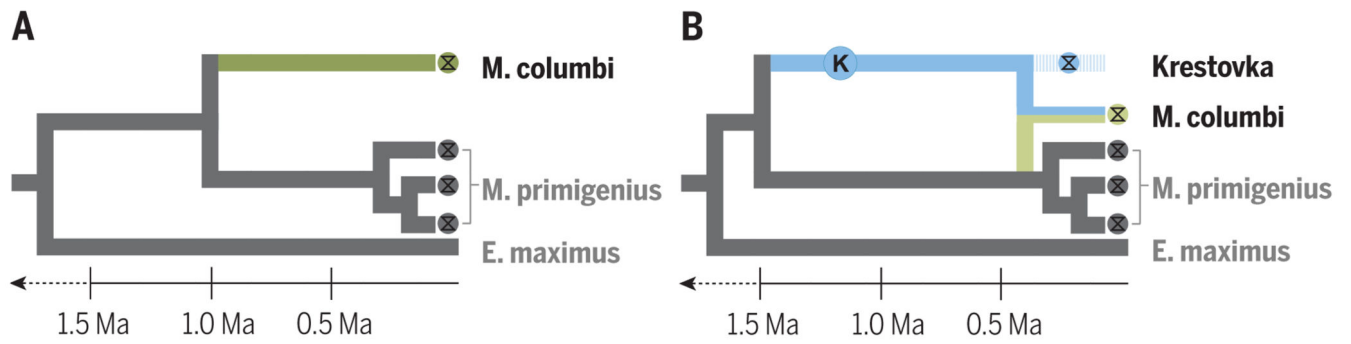 A
M. columbi
M. primigenius
E. maximus
1.5 Ma 1.0 Ma 0.5 Ma
B
K
Krestovka
M. columbi
M. primigenius
E. maximus
1.5 Ma 1.0 Ma 0.5 Ma